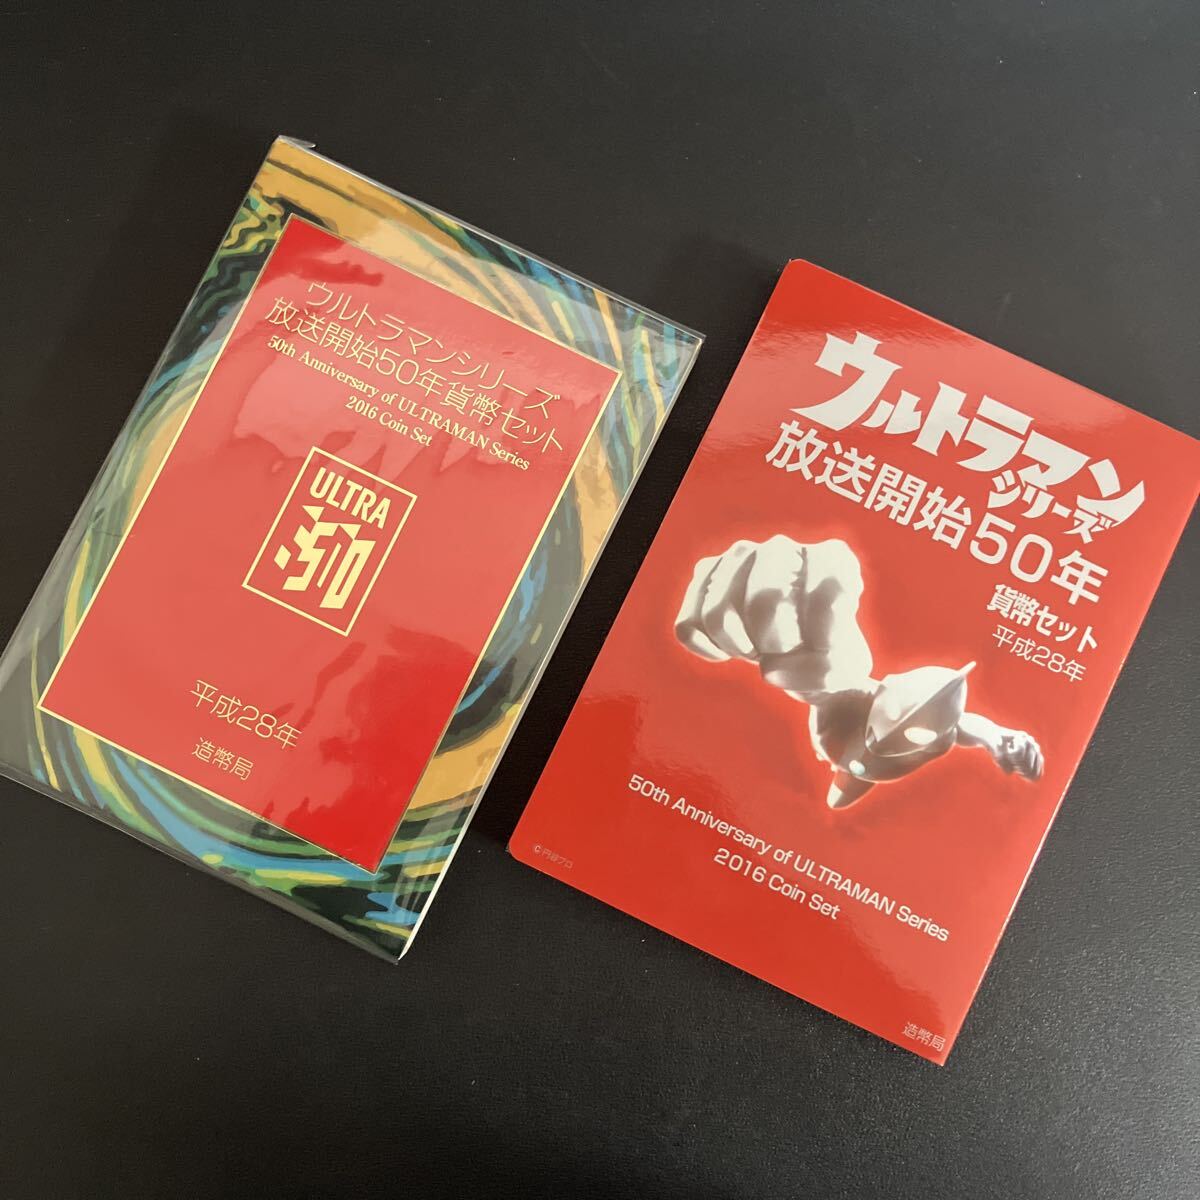 ウルトラマンシリーズ
放送開始50年貨幣セット
50th Anniversary of ULTRAMAN Series
2016 Coin Set
ULTRA
50
平成28年
造幣局
ウルトラマン
シリーズ
放送開始50年
貨幣セット
平成28年
50th Anniversary of ULTRAMAN Series
2016 Coin Set
©円谷プロ
造幣局